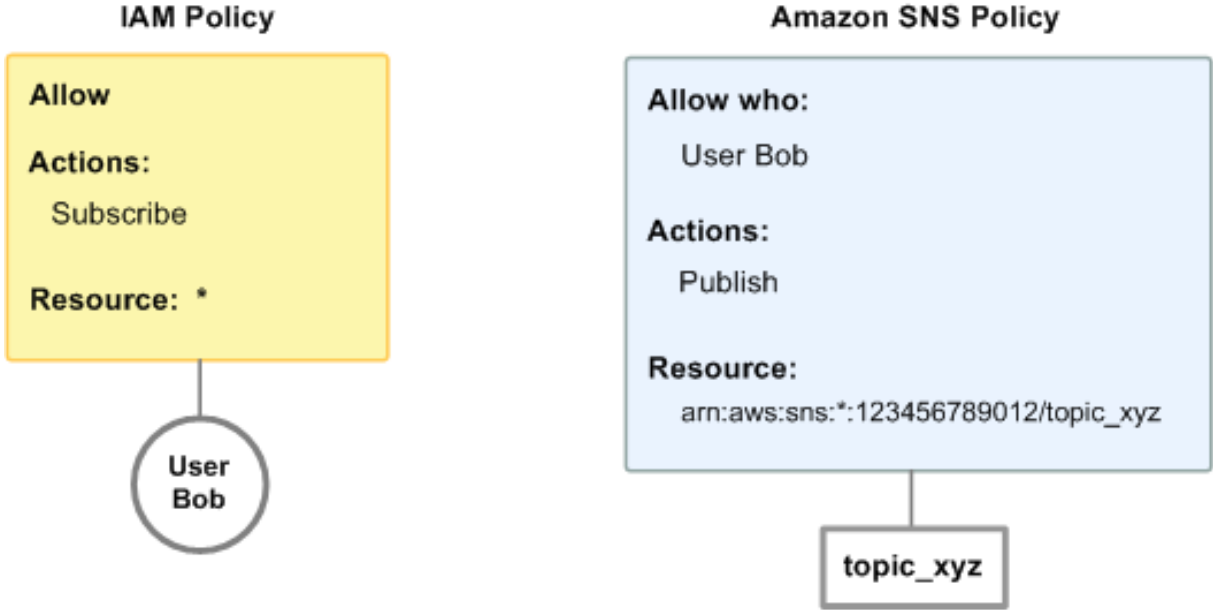 IAM Policy
Allow
Actions:
Subscribe
Resource: *
User
Bob
Amazon SNS Policy
Allow who:
User Bob
Actions:
Publish
Resource:
arn:aws:sns:*:123456789012/topic_xyz
topic_xyz